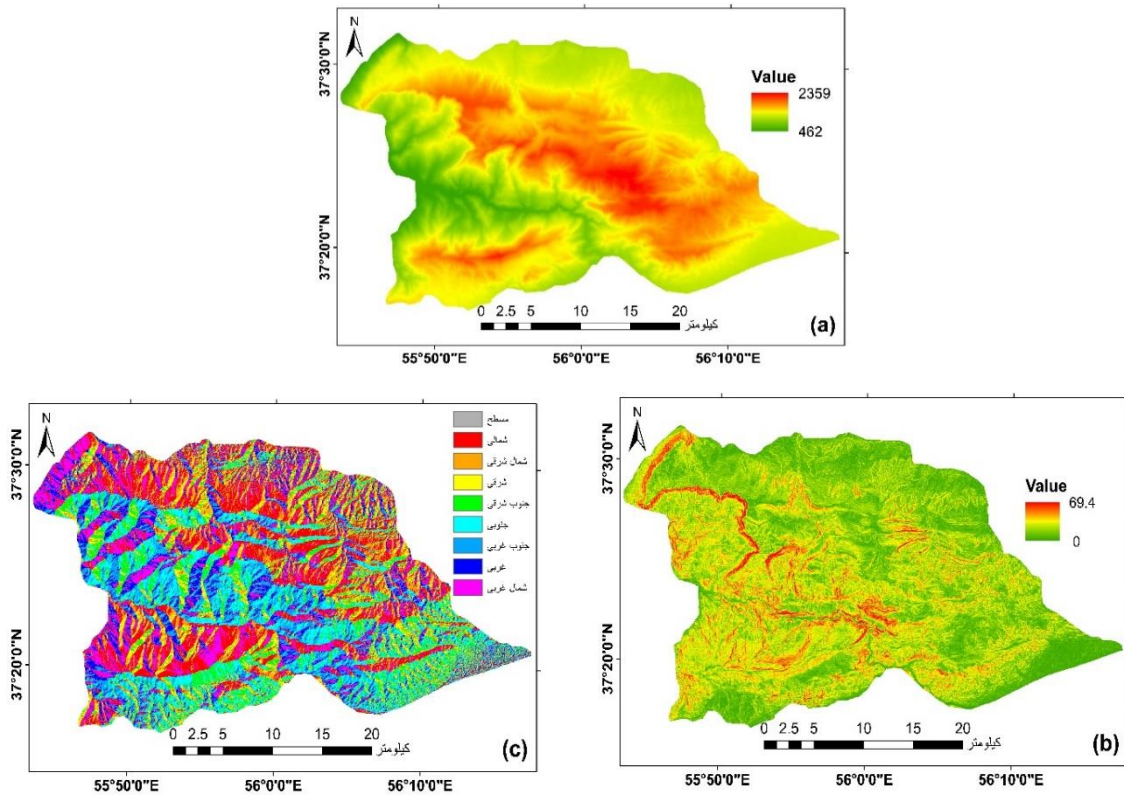 N
37°30'0"N
37°20'0"N
Value
2359
462
0 2.5 5 10 15 20
کیلومتر
(a)
55°50'0"E 56°0'0"E 56°10'0"E
N
37°30'0"N
37°20'0"N
مسطح
شمالی
شمال شرقی
شرقی
جنوب شرقی
جنوبی
جنوب غربی
غربی
شمال غربی
0 2.5 5 10 15 20
کیلومتر
(c)
55°50'0"E 56°0'0"E 56°10'0"E
N
37°30'0"N
37°20'0"N
Value
69.4
0
0 2.5 5 10 15 20
کیلومتر
(b)
55°50'0"E 56°0'0"E 56°10'0"E